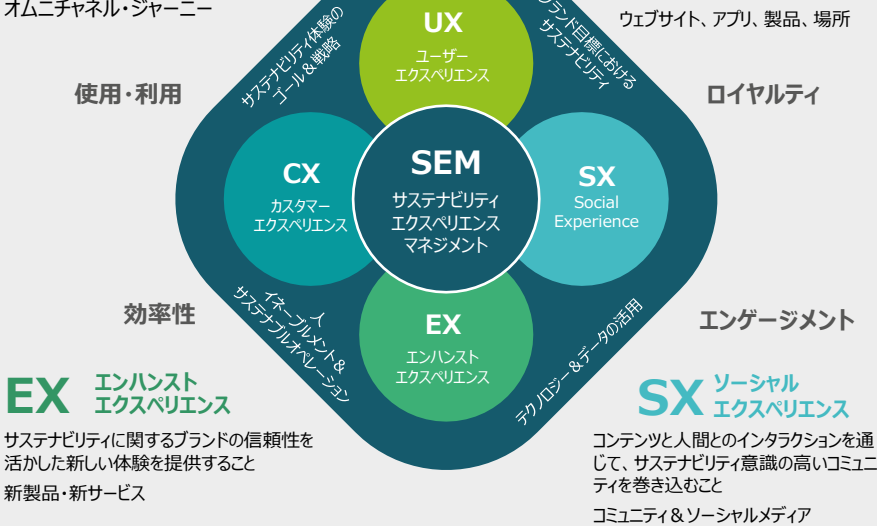 オムニチャネル・ジャーニー
ウェブサイト、アプリ、製品、場所
サステナビリティ体験の
ゴール＆戦略
UX
ユーザー
エクスペリエンス
ブランド目標における
サステナビリティ
使用・利用
ロイヤルティ
CX
カスタマー
エクスペリエンス
SEM
サステナビリティ
エクスペリエンス
マネジメント
SX
Social
Experience
効率性
エンゲージメント
人
イネーブルメント＆
サステナブルオペレーション
EX
エンハンスト
エクスペリエンス
テクノロジー＆データの活用
EX エンハンスト
エクスペリエンス
サステナビリティに関するブランドの信頼性を
活かした新しい体験を提供すること
新製品・新サービス
SX ソーシャル
エクスペリエンス
コンテンツと人間とのインタラクションを通
じて、サステナビリティ意識の高いコミュニ
ティを巻き込むこと
コミュニティ＆ソーシャルメディア